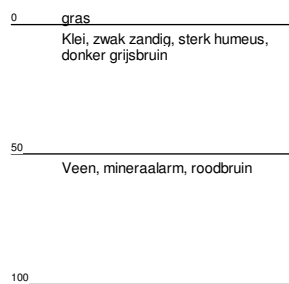 0 gras
Klei, zwak zandig, sterk humeus,
donker grijsbruin
50
Veen, mineraalarm, roodbruin
100